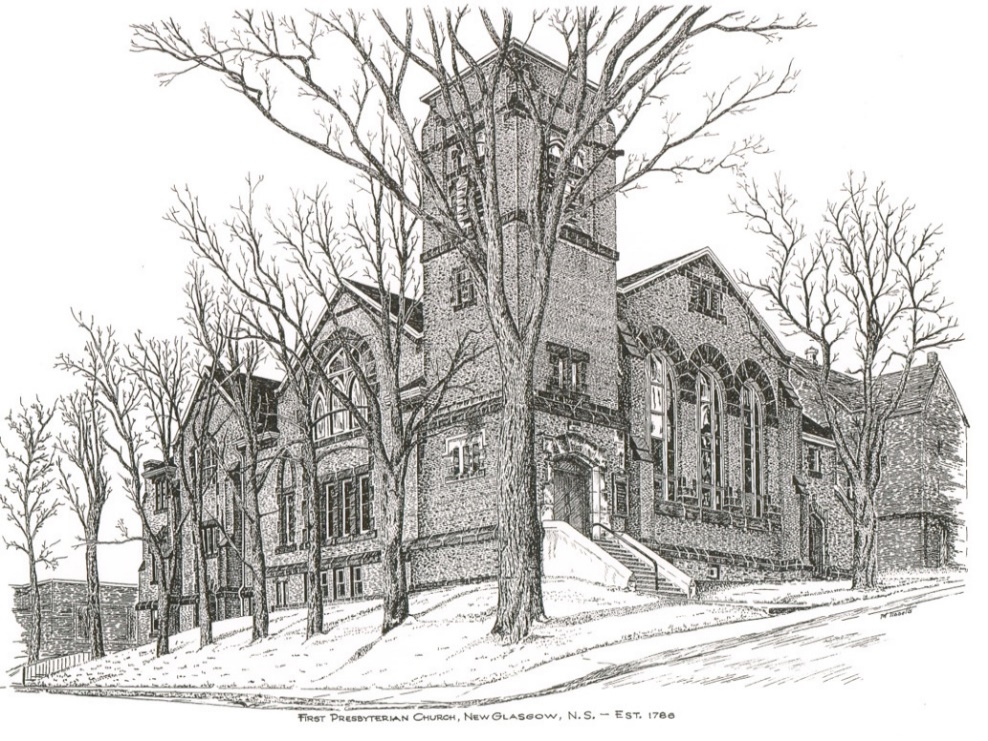 First Presbyterian Church, New Glasgow, N.S. — Est. 1786